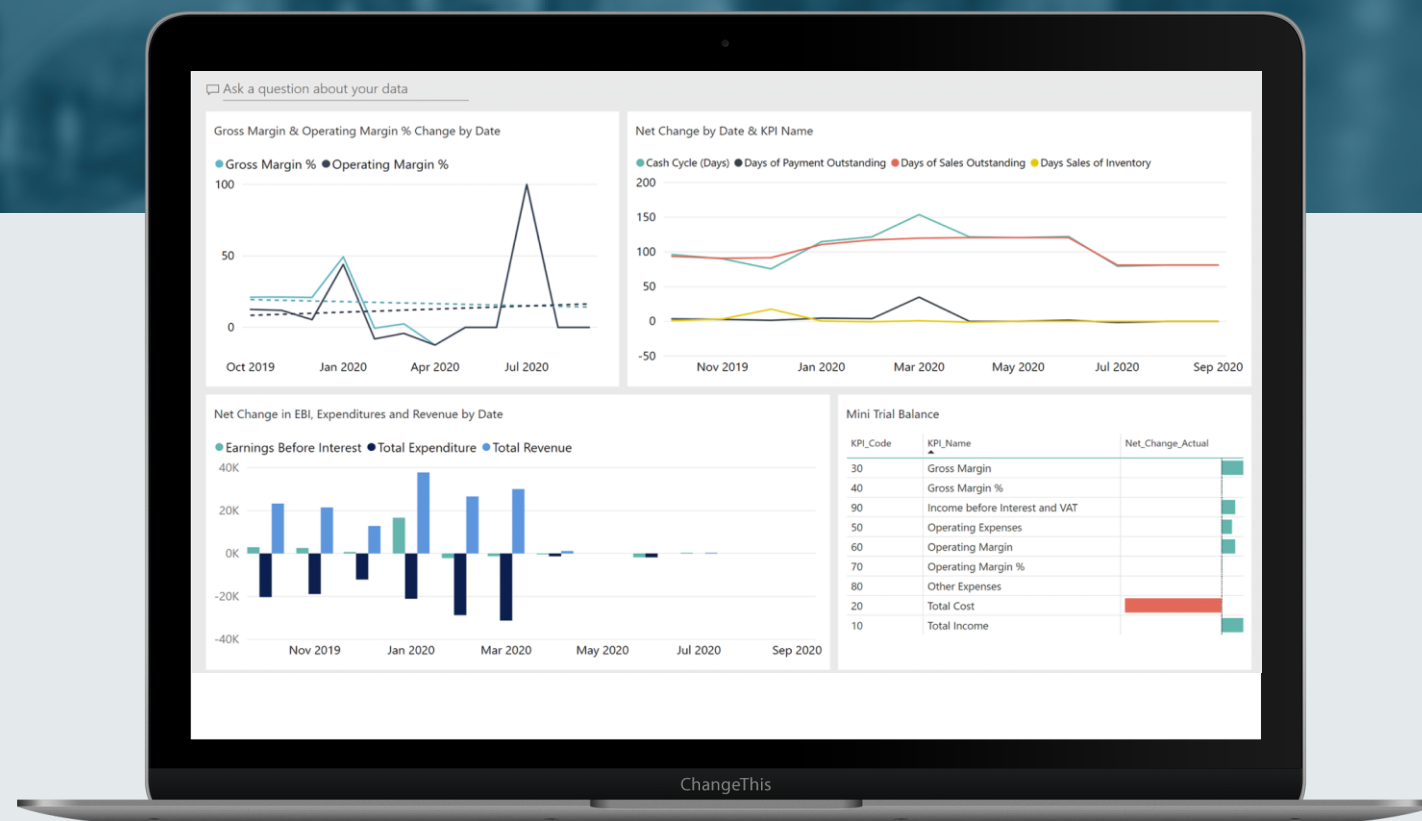 Ask a question about your data
Gross Margin & Operating Margin % Change by Date
Gross Margin % Operating Margin %
100
50
0
Oct 2019 Jan 2020 Apr 2020 Jul 2020
Net Change by Date & KPI Name
Cash Cycle (Days) Days of Payment Outstanding Days of Sales Outstanding Days Sales of Inventory
200
150
100
50
0
-50
Nov 2019 Jan 2020 Mar 2020 May 2020 Jul 2020 Sep 2020
Net Change in EBI, Expenditures and Revenue by Date
Earnings Before Interest Total Expenditure Total Revenue
40K
20K
0K
-20K
-40K
Nov 2019 Jan 2020 Mar 2020 May 2020 Jul 2020 Sep 2020
Mini Trial Balance
KPI_Code KPI_Name Net_Change_Actual
30 Gross Margin
40 Gross Margin %
90 Income before Interest and VAT
50 Operating Expenses
60 Operating Margin
70 Operating Margin %
80 Other Expenses
20 Total Cost
10 Total Income
ChangeThis